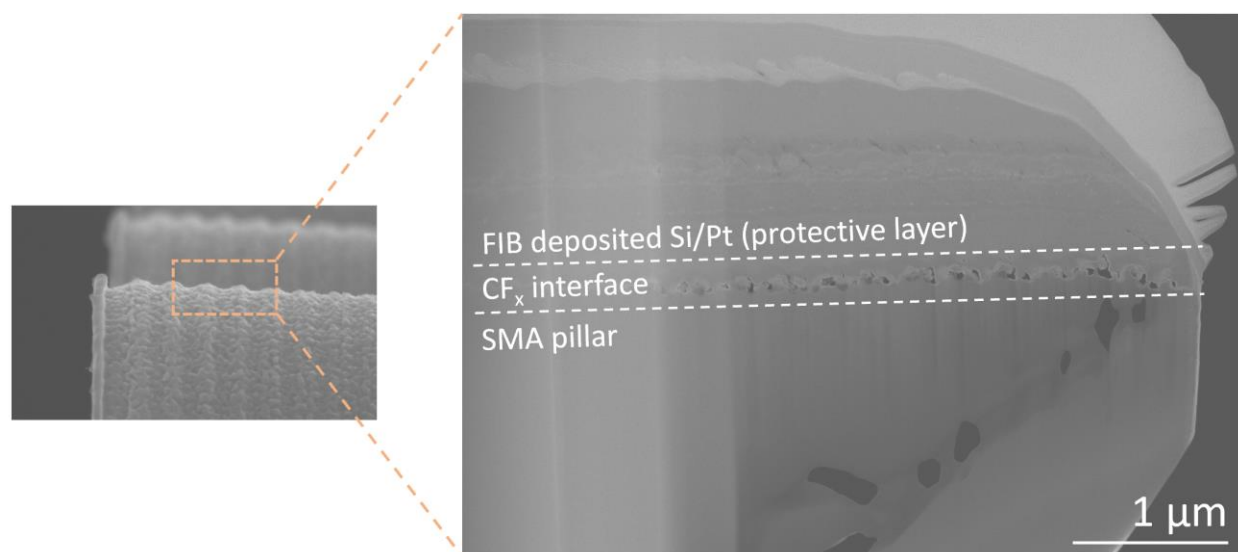 FIB deposited Si/Pt (protective layer)
CFₓ interface
SMA pillar
1 μm